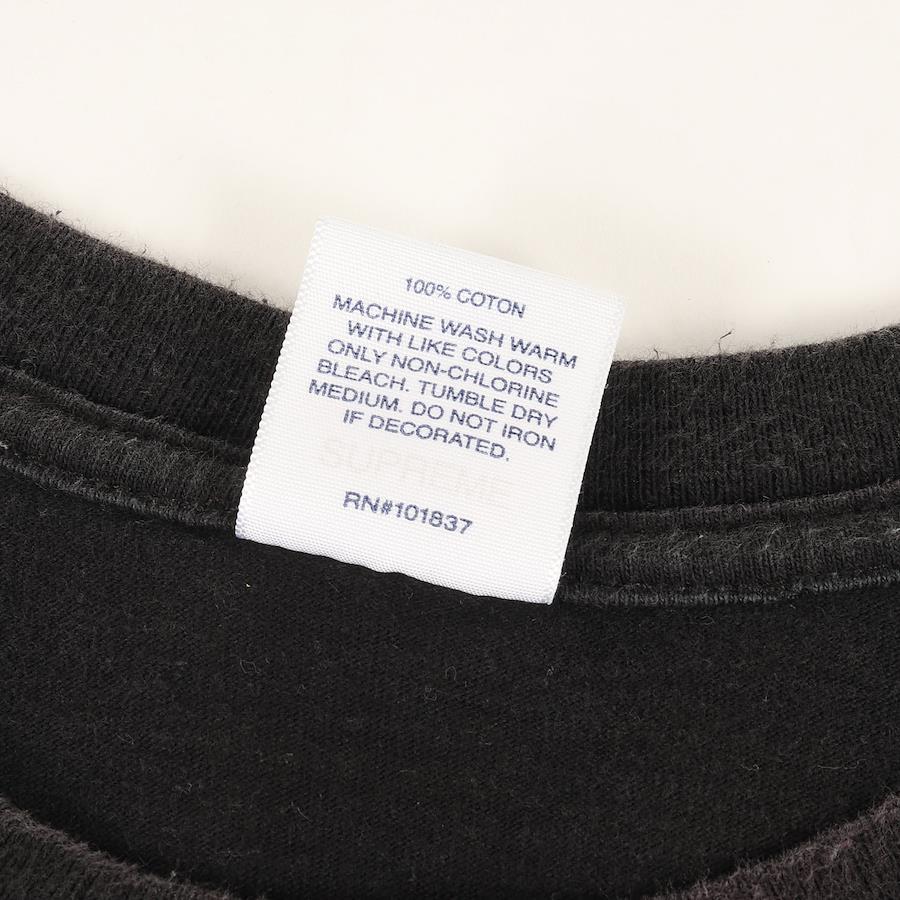 100% COTON
MACHINE WASH WARM
WITH LIKE COLORS
ONLY NON-CHLORINE
BLEACH. TUMBLE DRY
MEDIUM. DO NOT IRON
IF DECORATED.
SUPREME
RN#101837